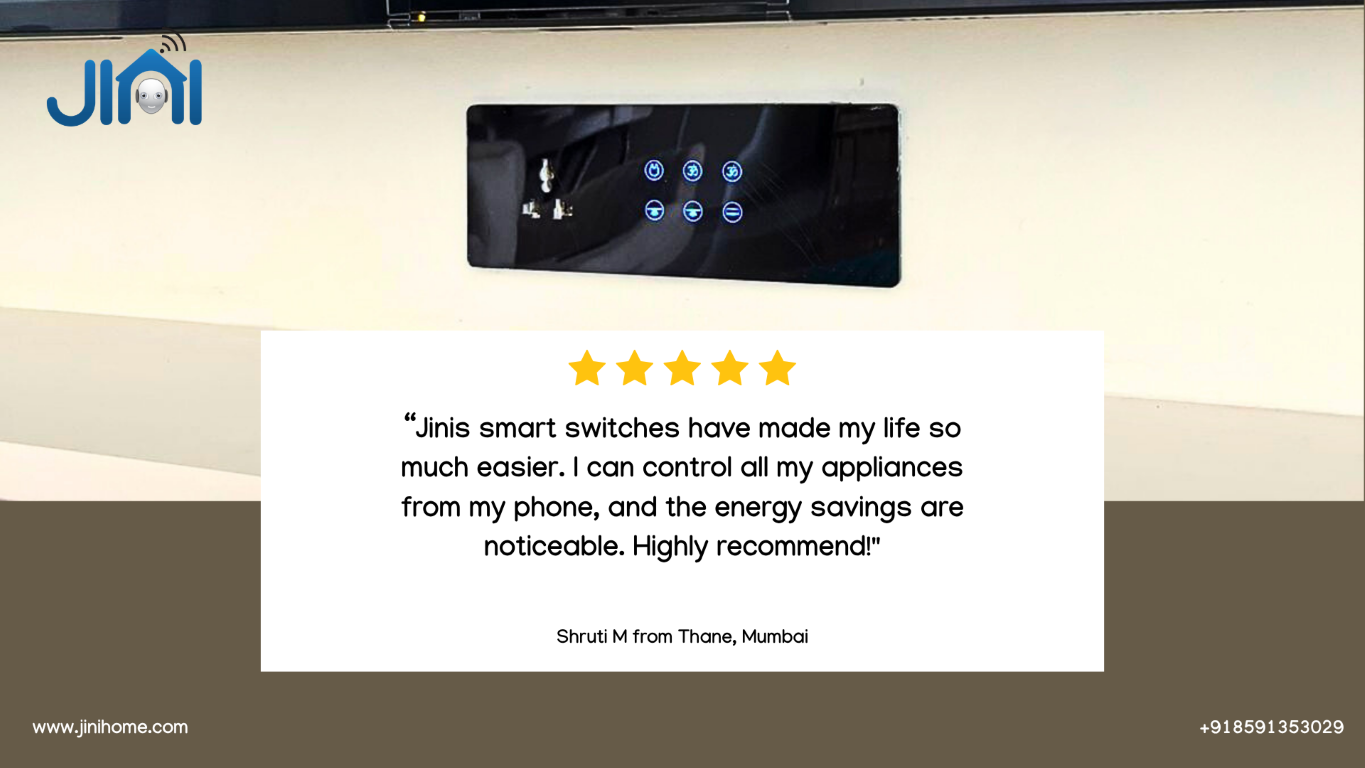 JINI
“Jinis smart switches have made my life so
much easier. I can control all my appliances
from my phone, and the energy savings are
noticeable. Highly recommend!"
Shruti M from Thane, Mumbai
www.jinihome.com
+918591353029